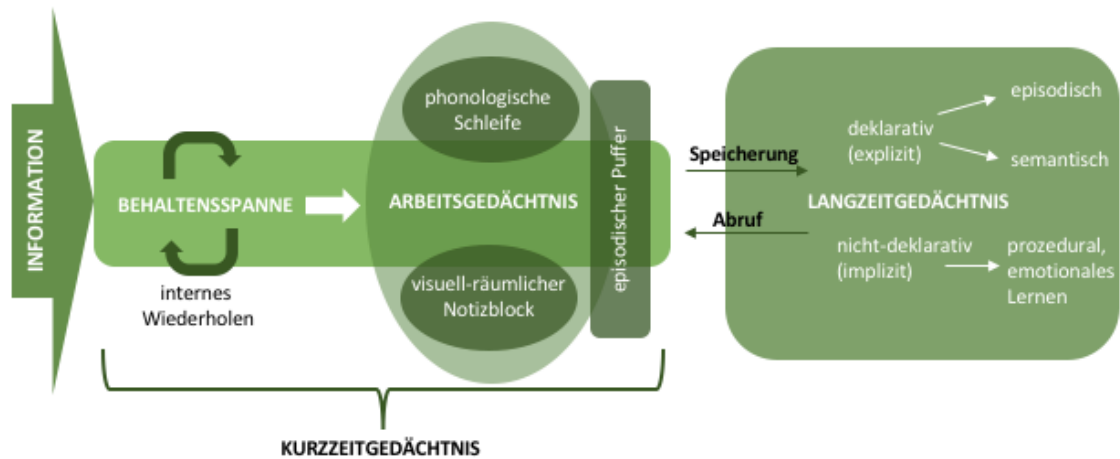 INFORMATION
BEHALTENSSPANNE
internes
Wiederholen
phonologische
Schleife
ARBEITSGEDÄCHTNIS
visuell-räumlicher
Notizblock
episodischer Puffer
KURZZEITGEDÄCHTNIS
Speicherung
Abruf
deklarativ
(explizit)
episodisch
semantisch
LANGZEITGEDÄCHTNIS
nicht-deklarativ
(implizit)
prozedural,
emotionales
Lernen